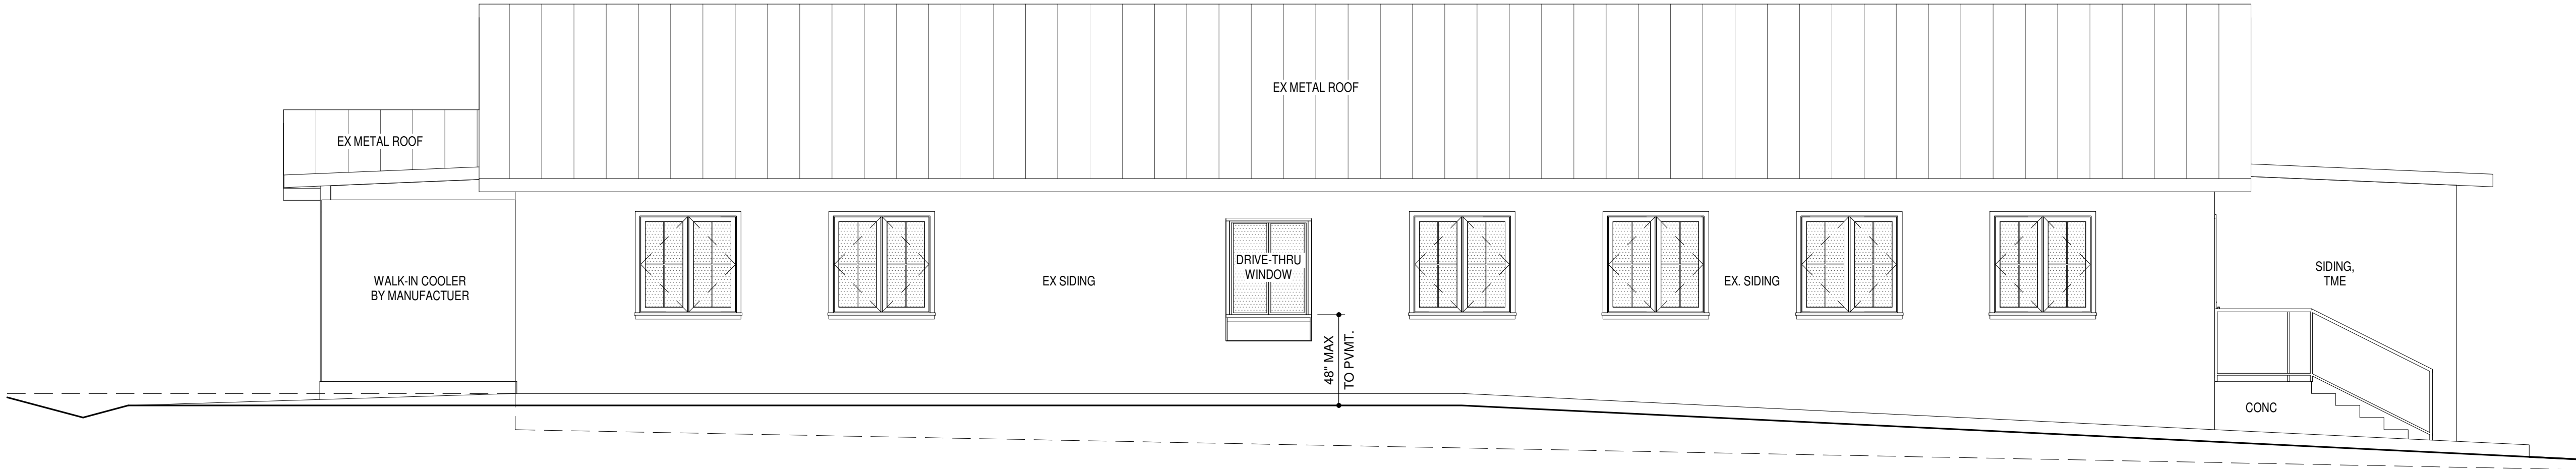 EX METAL ROOF
EX METAL ROOF
WALK-IN COOLER
BY MANUFACTUER
EX SIDING
DRIVE-THRU
WINDOW
48" MAX
TO PVMT.
EX. SIDING
SIDING,
TME
CONC